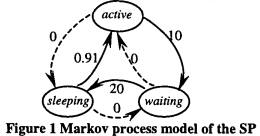 active
0
10
0.91
0
20
sleeping
waiting
0
Figure 1 Markov process model of the SP